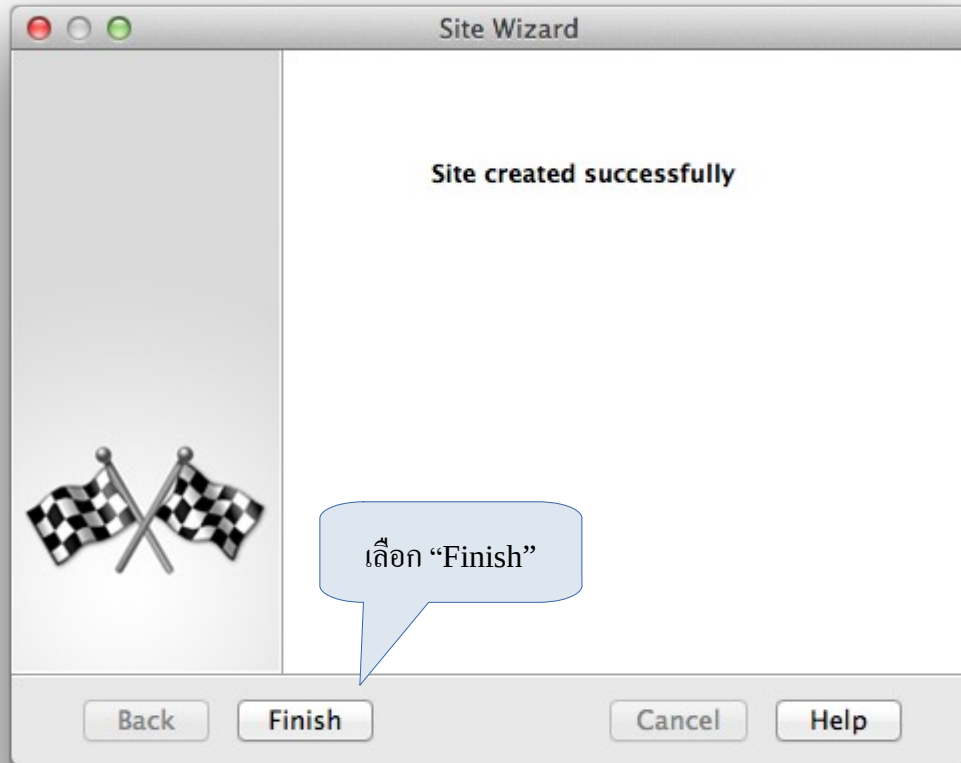 Site Wizard
Site created successfully
เลือก “Finish”
Back Finish Cancel Help